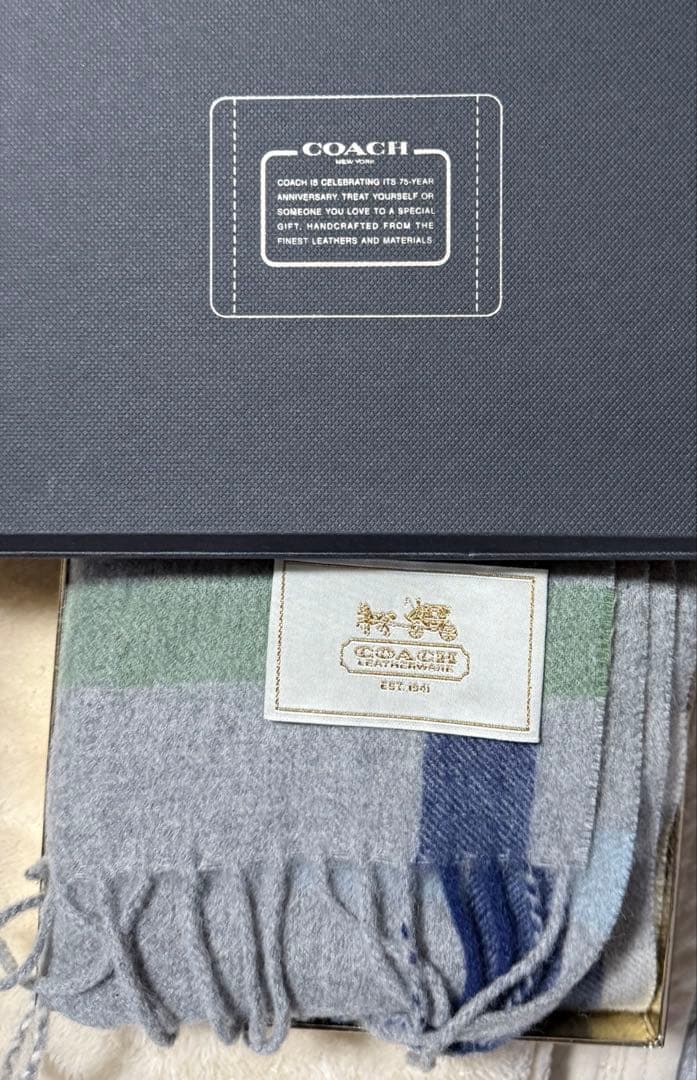 COACH
NEW YORK
COACH IS CELEBRATING ITS 75-YEAR
ANNIVERSARY. TREAT YOURSELF OR
SOMEONE YOU LOVE TO A SPECIAL
GIFT, HANDCRAFTED FROM THE
FINEST LEATHERS AND MATERIALS.
COACH
LEATHERWARE
EST. 1941